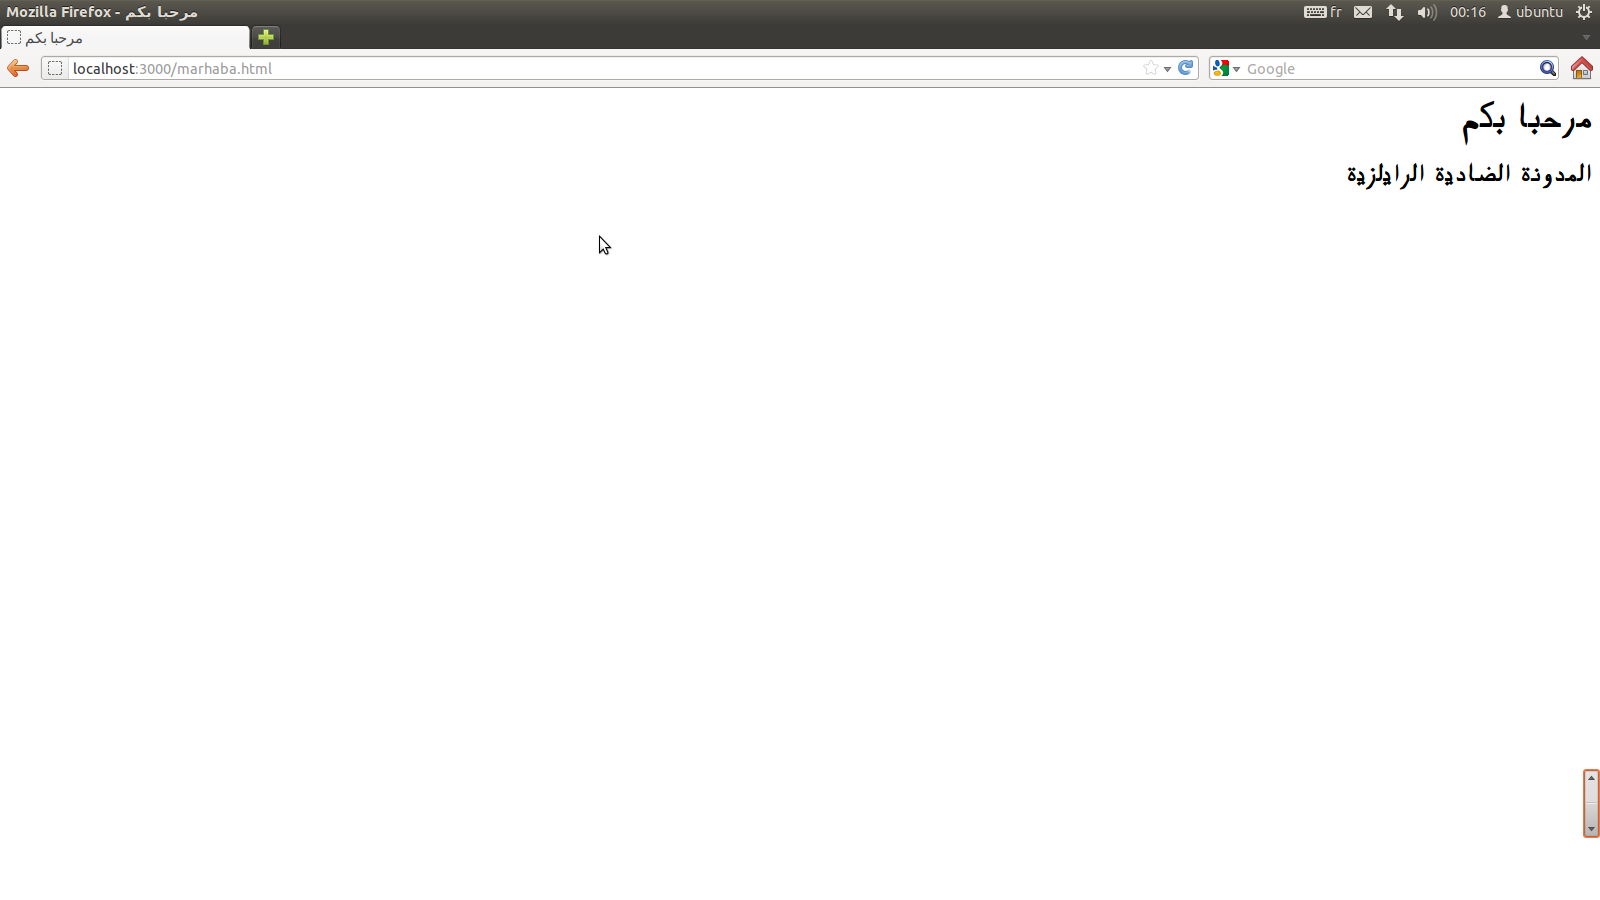 Mozilla Firefox - مرحبا بكم
fr
00:16
ubuntu
مرحبا بكم
localhost:3000/marhaba.html
Google
مرحبا بكم
المدونة الضادية الرايلزية